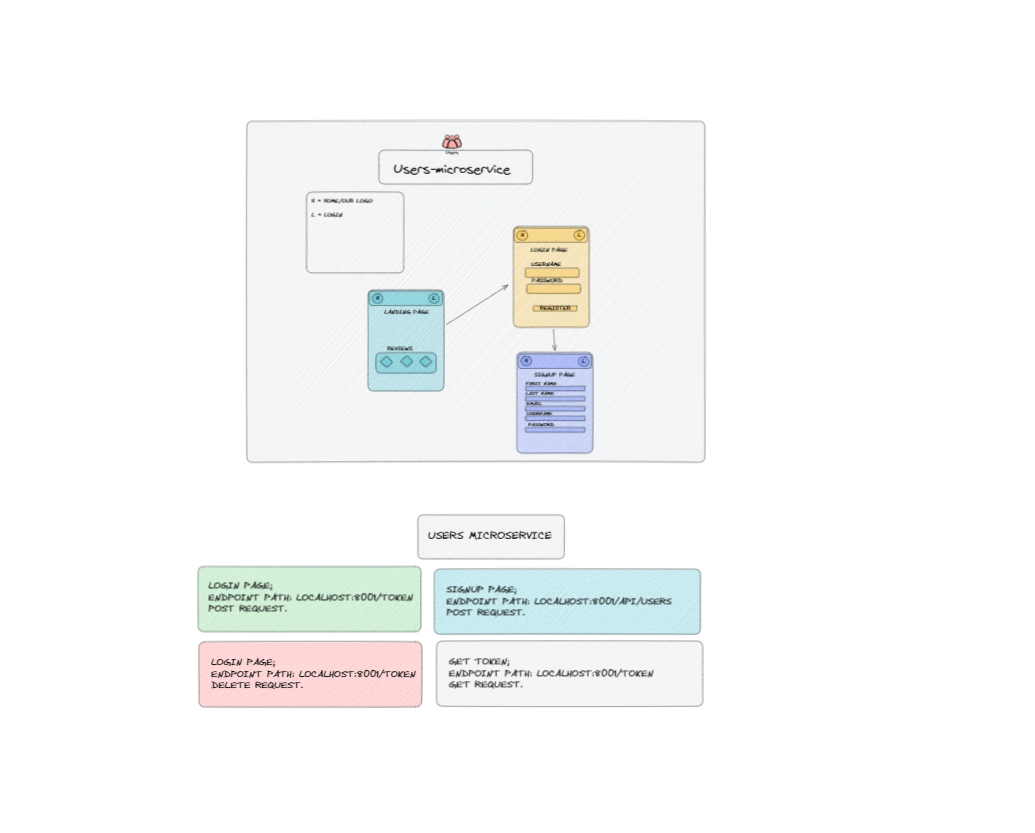 Users
Users-microservice
H = HOME/OUR LOGO
L = LOGIN
H L
LOGIN PAGE
USERNAME
PASSWORD
REGISTER
H L
LANDING PAGE
REVIEWS
H L
SIGNUP PAGE
FIRST NAME
LAST NAME
EMAIL
USERNAME
PASSWORD
USERS MICROSERVICE
LOGIN PAGE;
ENDPOINT PATH: LOCALHOST:8001/TOKEN
POST REQUEST.
SIGNUP PAGE;
ENDPOINT PATH: LOCALHOST:8001/API/USERS
POST REQUEST.
LOGIN PAGE;
ENDPOINT PATH: LOCALHOST:8001/TOKEN
DELETE REQUEST.
GET TOKEN;
ENDPOINT PATH: LOCALHOST:8001/TOKEN
GET REQUEST.